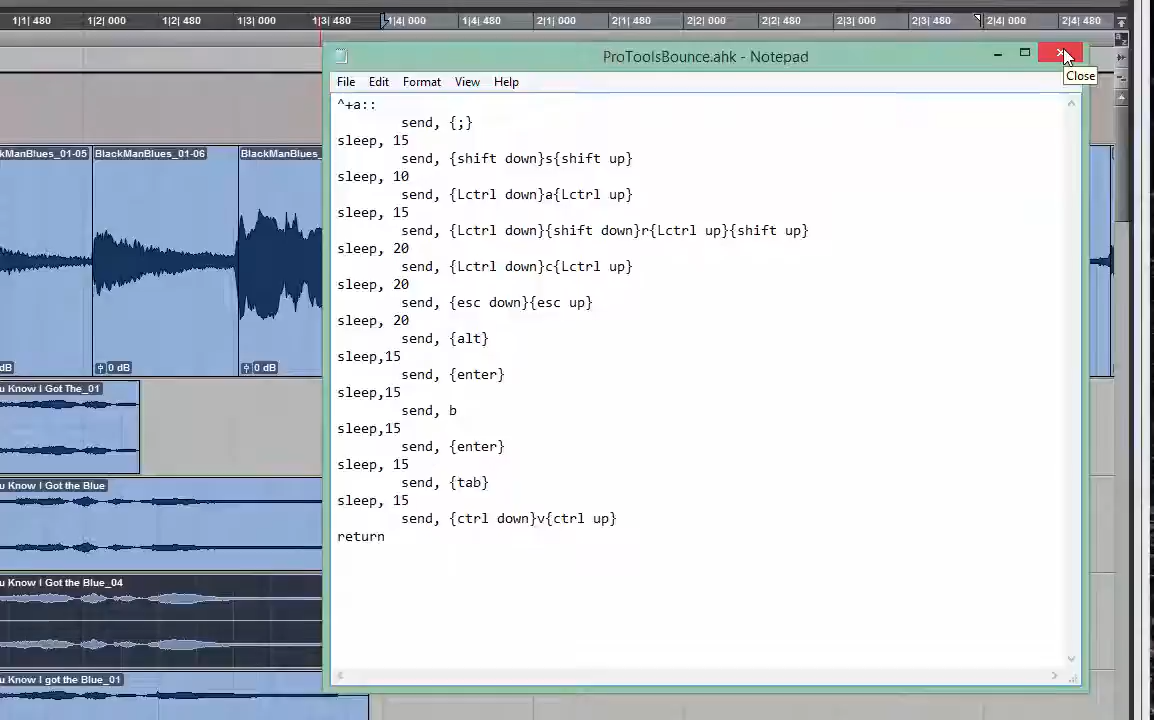 1|1| 480 1|2| 000 1|2| 480 1|3| 000 1|3| 480 1|4| 000 1|4| 480 2|1| 000 2|1| 480 2|2| 000 2|2| 480 2|3| 000 2|3| 480 2|4| 000 2|4| 480
ProToolsBounce.ahk - Notepad
Close
File Edit Format View Help
^+a::
send, {;}
sleep, 15
send, {shift down}s{shift up}
sleep, 10
send, {Lctrl down}a{Lctrl up}
sleep, 15
send, {Lctrl down}{shift down}r{Lctrl up}{shift up}
sleep, 20
send, {Lctrl down}c{Lctrl up}
sleep, 20
send, {esc down}{esc up}
sleep, 20
send, {alt}
sleep,15
send, {enter}
sleep,15
send, b
sleep,15
send, {enter}
sleep, 15
send, {tab}
sleep, 15
send, {ctrl down}v{ctrl up}
return
kManBlues_01-05 BlackManBlues_01-06 BlackManBlues_
dB 0 dB 0 dB
u Know I Got The_01
u Know I Got the Blue
u Know I Got the Blue_04
u Know I got the Blue_01